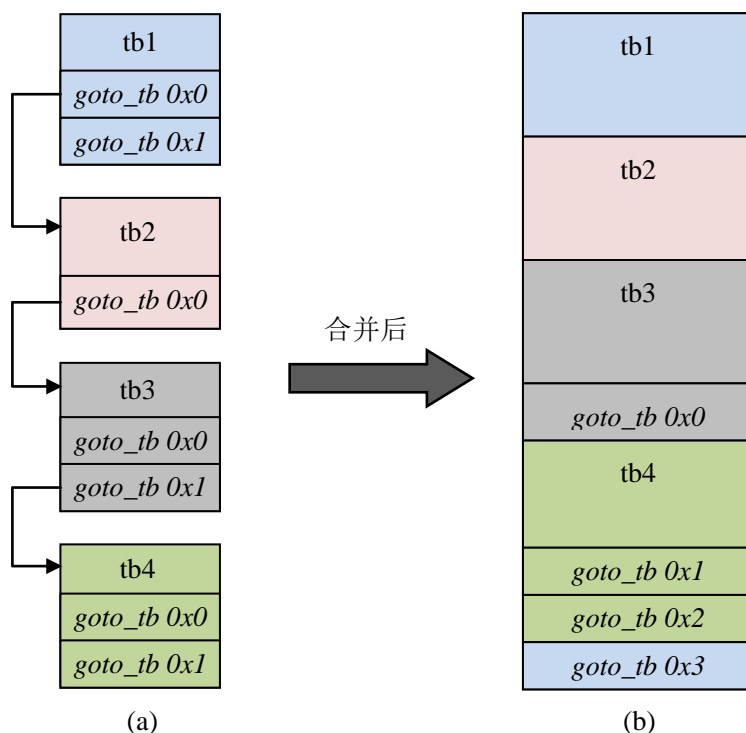 tb1
goto_tb 0x0
goto_tb 0x1
tb2
goto_tb 0x0
tb3
goto_tb 0x0
goto_tb 0x1
tb4
goto_tb 0x0
goto_tb 0x1
(a)
合并后
tb1
tb2
tb3
goto_tb 0x0
tb4
goto_tb 0x1
goto_tb 0x2
goto_tb 0x3
(b)